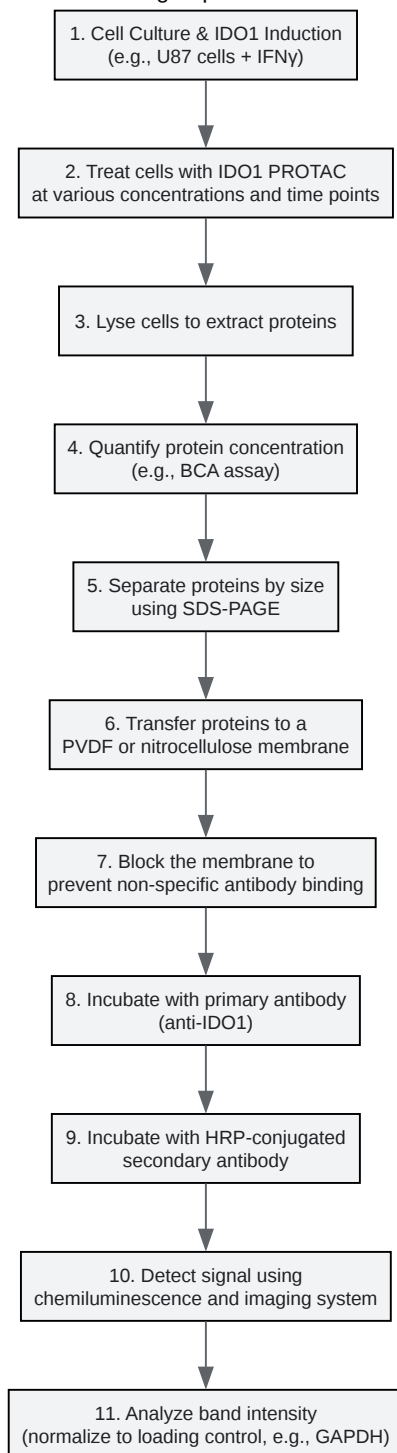 1. Cell Culture & IDO1 Induction
(e.g., U87 cells + IFNγ)
2. Treat cells with IDO1 PROTAC
at various concentrations and time points
3. Lyse cells to extract proteins
4. Quantify protein concentration
(e.g., BCA assay)
5. Separate proteins by size
using SDS-PAGE
6. Transfer proteins to a
PVDF or nitrocellulose membrane
7. Block the membrane to
prevent non-specific antibody binding
8. Incubate with primary antibody
(anti-IDO1)
9. Incubate with HRP-conjugated
secondary antibody
10. Detect signal using
chemiluminescence and imaging system
11. Analyze band intensity
(normalize to loading control, e.g., GAPDH)